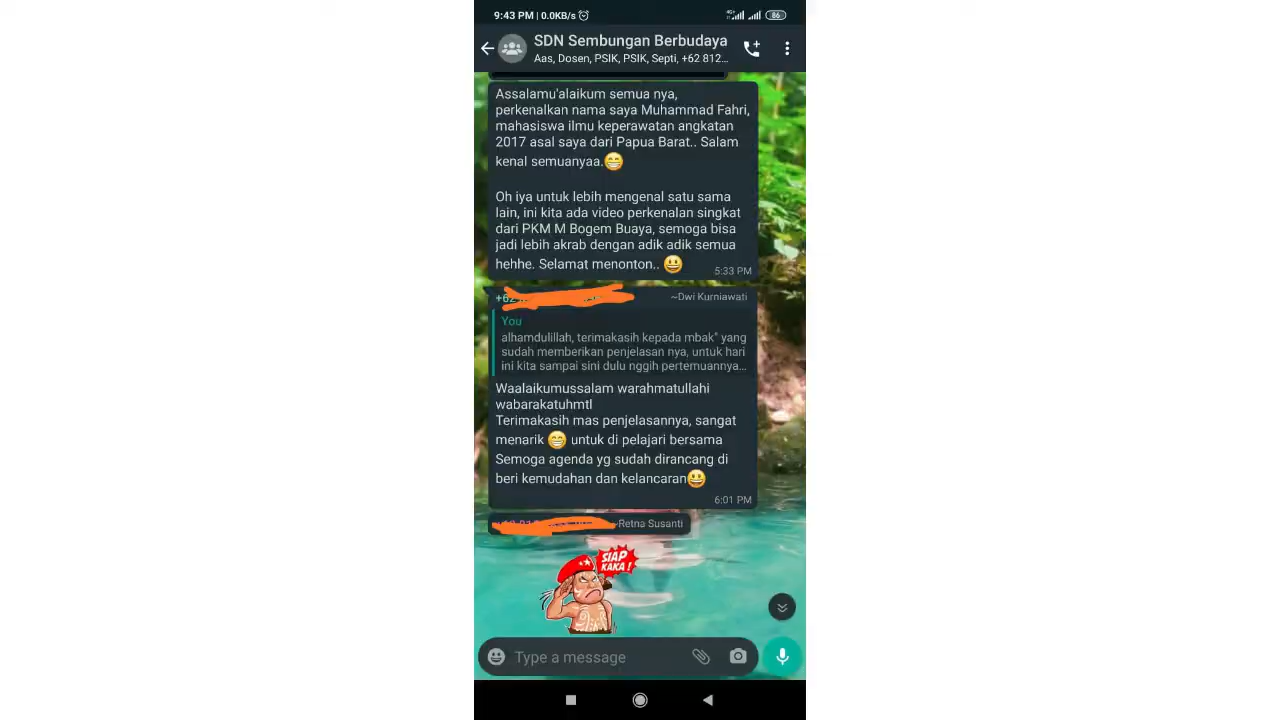 9:43 PM | 0.0KB/s
4G
86
SDN Sembungan Berbudaya
Aas, Dosen, PSIK, PSIK, Septi, +62 812...
Assalamu'alaikum semua nya,
perkenalkan nama saya Muhammad Fahri,
mahasiswa ilmu keperawatan angkatan
2017 asal saya dari Papua Barat.. Salam
kenal semuanyaa.😁
Oh iya untuk lebih mengenal satu sama
lain, ini kita ada video perkenalan singkat
dari PKM M Bogem Buaya, semoga bisa
jadi lebih akrab dengan adik adik semua
hehhe. Selamat menonton.. 😃
5:33 PM
+62
~Dwi Kurniawati
You
alhamdulillah, terimakasih kepada mbak" yang
sudah memberikan penjelasan nya, untuk hari
ini kita sampai sini dulu nggih pertemuannya...
Waalaikumussalam warahmatullahi
wabarakatuhmtl
Terimakasih mas penjelasannya, sangat
menarik 😁 untuk di pelajari bersama
Semoga agenda yg sudah dirancang di
beri kemudahan dan kelancaran😃
6:01 PM
~Retna Susanti
SIAP
KAKA !
Type a message